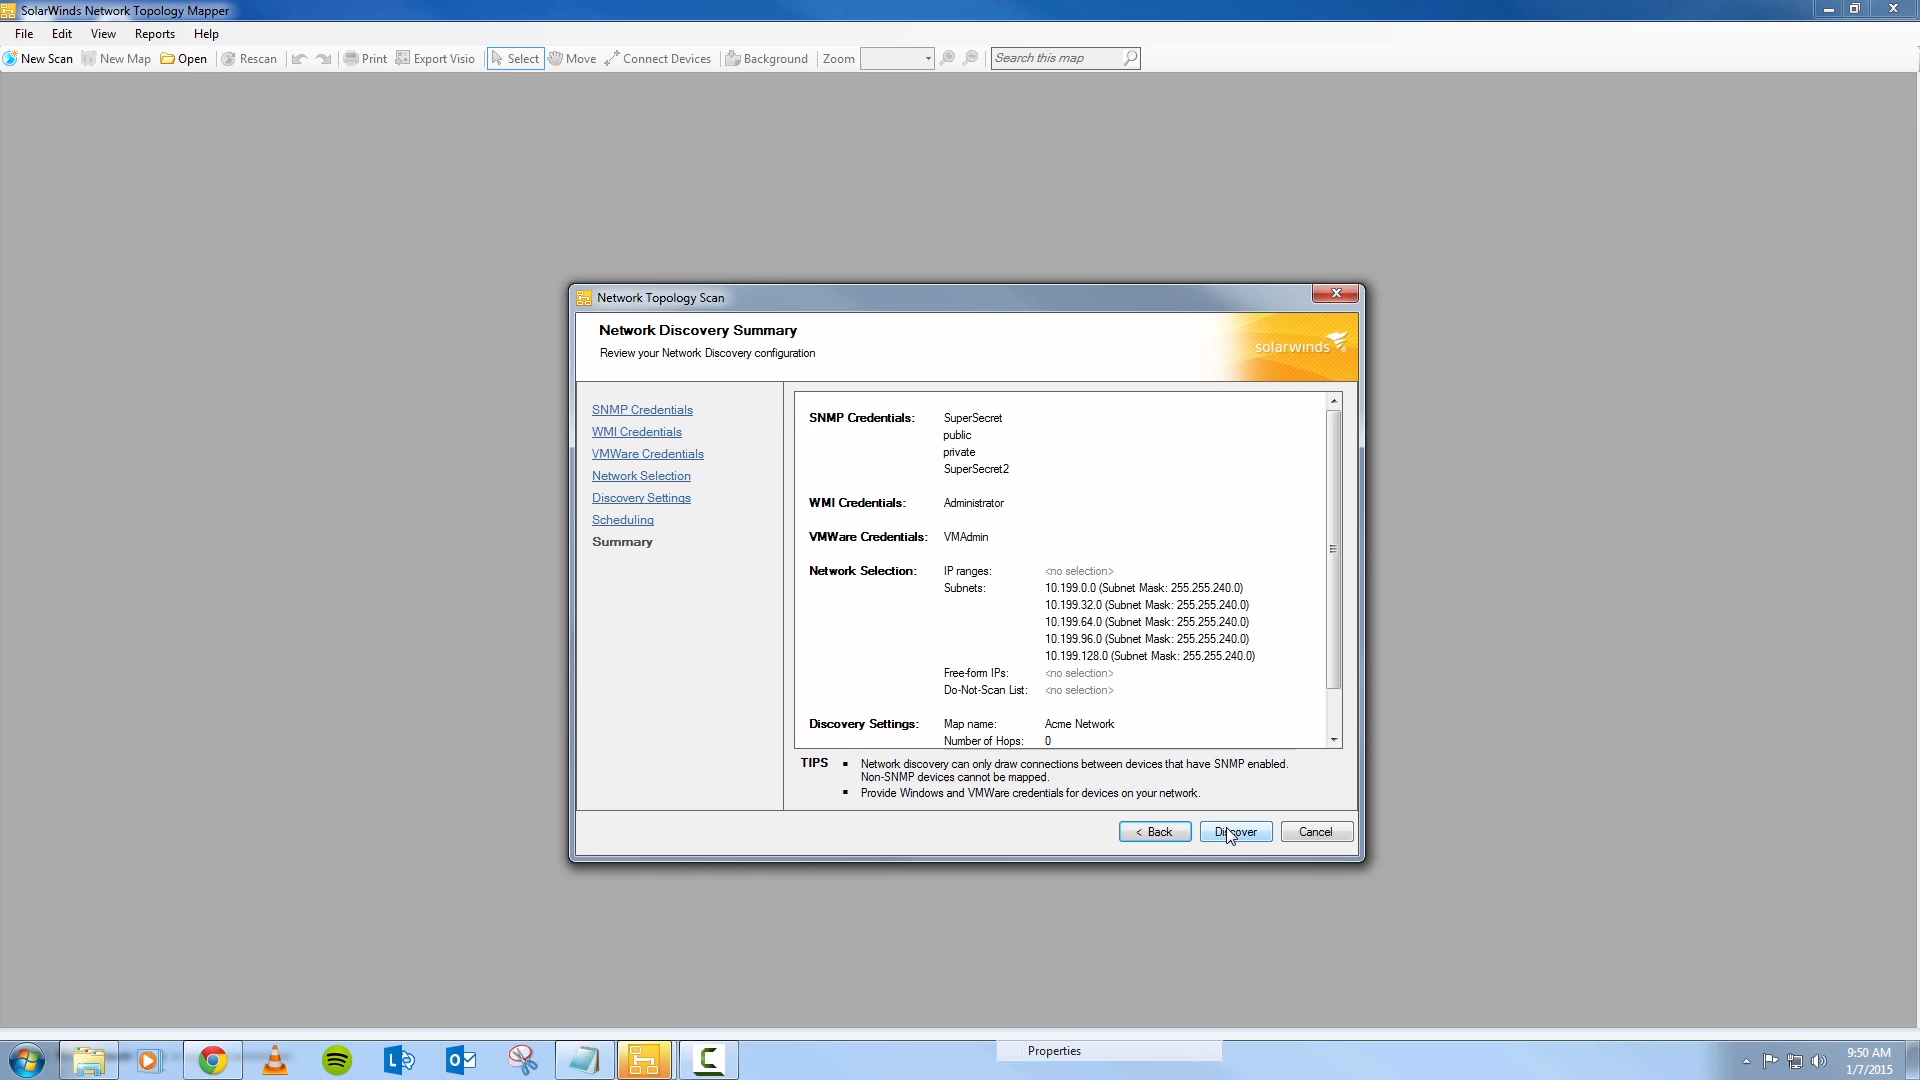 SolarWinds Network Topology Mapper
File Edit View Reports Help
New Scan New Map Open Rescan Print Export Visio Select Move Connect Devices Background Zoom Search this map
Network Topology Scan
Network Discovery Summary
Review your Network Discovery configuration
solarwinds
SNMP Credentials
WMI Credentials
VMWare Credentials
Network Selection
Discovery Settings
Scheduling
Summary
SNMP Credentials: SuperSecret
public
private
SuperSecret2
WMI Credentials: Administrator
VMWare Credentials: VMAdmin
Network Selection: IP ranges: <no selection>
Subnets: 10.199.0.0 (Subnet Mask: 255.255.240.0)
10.199.32.0 (Subnet Mask: 255.255.240.0)
10.199.64.0 (Subnet Mask: 255.255.240.0)
10.199.96.0 (Subnet Mask: 255.255.240.0)
10.199.128.0 (Subnet Mask: 255.255.240.0)
Free-form IPs: <no selection>
Do-Not-Scan List: <no selection>
Discovery Settings: Map name: Acme Network
Number of Hops: 0
TIPS ▪ Network discovery can only draw connections between devices that have SNMP enabled.
Non-SNMP devices cannot be mapped.
▪ Provide Windows and VMWare credentials for devices on your network.
< Back Discover Cancel
Properties
9:50 AM
1/7/2015